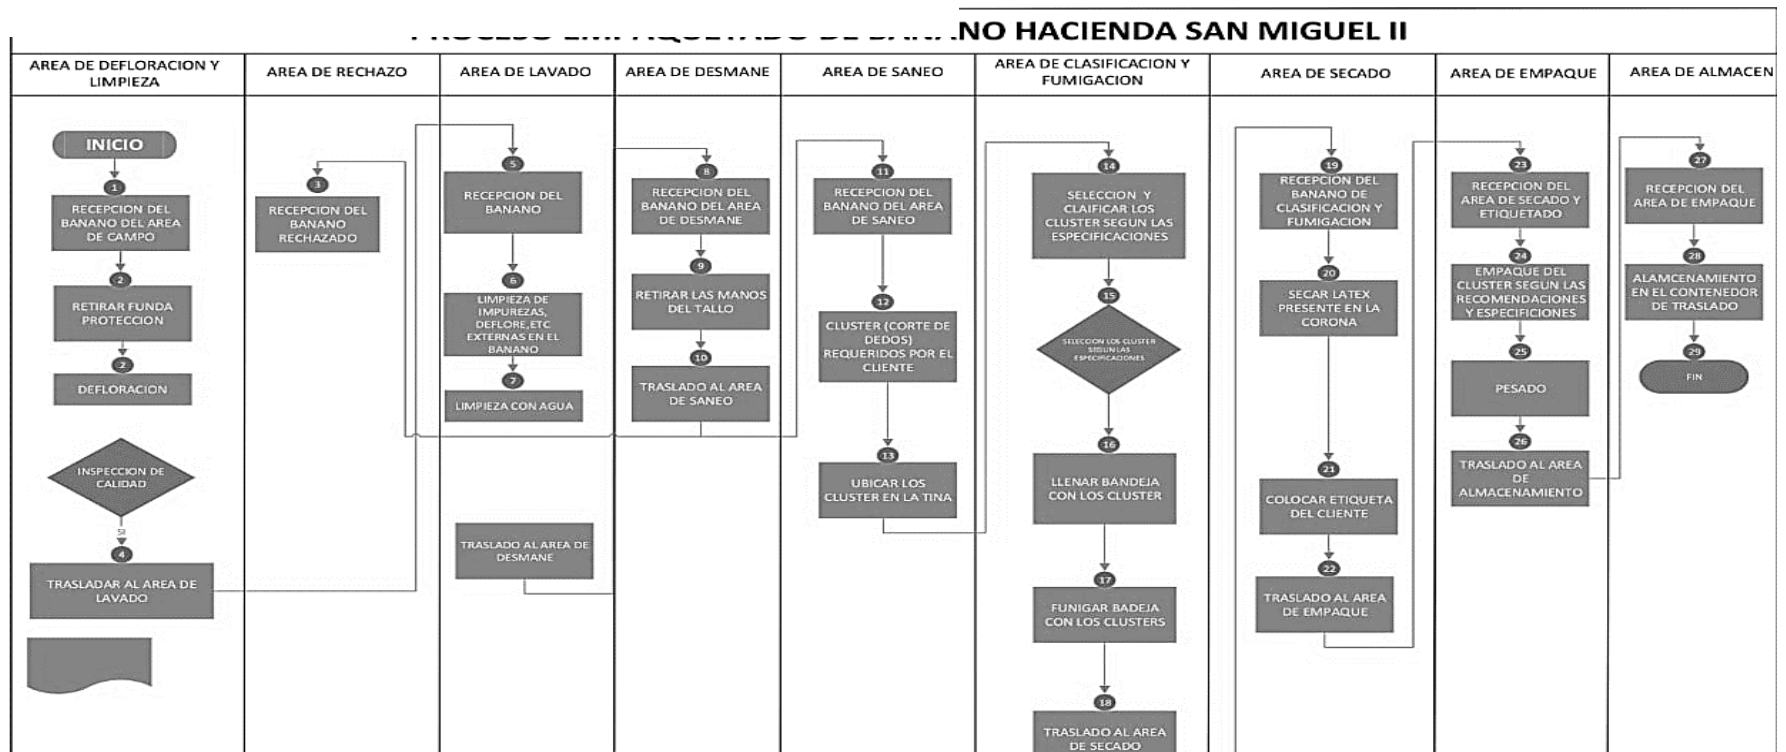 NO HACIENDA SAN MIGUEL II
AREA DE DEFLORACION Y
LIMPIEZA
AREA DE RECHAZO
AREA DE LAVADO
AREA DE DESMANE
AREA DE SANEO
AREA DE CLASIFICACION Y
FUMIGACION
AREA DE SECADO
AREA DE EMPAQUE
AREA DE ALMACEN
INICIO
1
RECEPCION DEL
BANANO DEL AREA
DE CAMPO
2
RETIRAR FUNDA
PROTECCION
2
DEFLORACION
INSPECCION DE
CALIDAD
SI
4
TRASLADAR AL AREA DE
LAVADO
3
RECEPCION DEL
BANANO
RECHAZADO
5
RECEPCION DEL
BANANO
6
LIMPIEZA DE
IMPUREZAS,
DEFLORE,ETC
EXTERNAS EN EL
BANANO
7
LIMPIEZA CON AGUA
TRASLADO AL AREA DE
DESMANE
8
RECEPCION DEL
BANANO DEL AREA
DE DESMANE
9
RETIRAR LAS MANOS
DEL TALLO
10
TRASLADO AL AREA
DE SANEO
11
RECEPCION DEL
BANANO DEL AREA
DE SANEO
12
CLUSTER (CORTE DE
DEDOS)
REQUERIDOS POR EL
CLIENTE
13
UBICAR LOS
CLUSTER EN LA TINA
14
SELECCION Y
CLAIFICAR LOS
CLUSTER SEGUN LAS
ESPECIFICACIONES
15
SELECCION LOS CLUSTER
SEGUN LAS
ESPECIFICACIONES
16
LLENAR BANDEJA
CON LOS CLUSTER
17
FUNIGAR BADEJA
CON LOS CLUSTERS
18
TRASLADO AL AREA
DE SECADO
19
RECEPCION DEL
BANANO DE
CLASIFICACION Y
FUMIGACION
20
SECAR LATEX
PRESENTE EN LA
CORONA
21
COLOCAR ETIQUETA
DEL CLIENTE
22
TRASLADO AL AREA
DE EMPAQUE
23
RECEPCION DEL
AREA DE SECADO Y
ETIQUETADO
24
EMPAQUE DEL
CLUSTER SEGÚN LAS
RECOMENDACIONES
Y ESPECIFICIONES
25
PESADO
26
TRASLADO AL AREA
DE
ALMACENAMIENTO
27
RECEPCION DEL
AREA DE EMPAQUE
28
ALAMCENAMIENTO
EN EL CONTENEDOR
DE TRASLADO
29
FIN